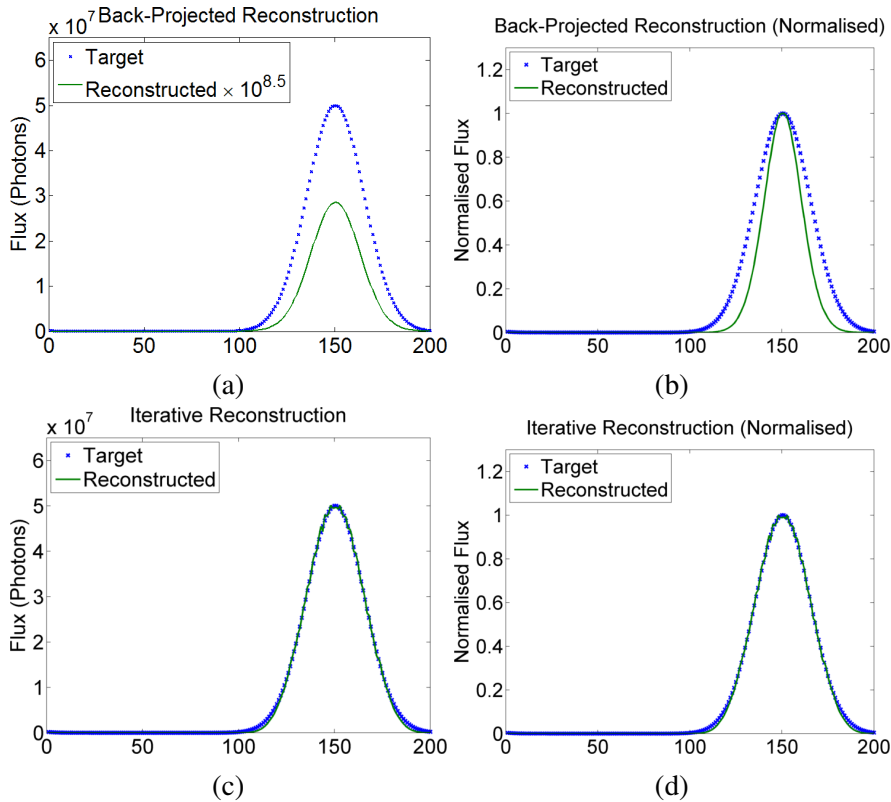 × 10⁷ Back-Projected Reconstruction
Target
Reconstructed × 10^8.5
Flux (Photons)
6
5
4
3
2
1
0
0 50 100 150 200
(a)
Back-Projected Reconstruction (Normalised)
Target
Reconstructed
Normalised Flux
1.2
1
0.8
0.6
0.4
0.2
0
0 50 100 150 200
(b)
× 10⁷ Iterative Reconstruction
Target
Reconstructed
Flux (Photons)
6
5
4
3
2
1
0
0 50 100 150 200
(c)
Iterative Reconstruction (Normalised)
Target
Reconstructed
Normalised Flux
1.2
1
0.8
0.6
0.4
0.2
0
0 50 100 150 200
(d)